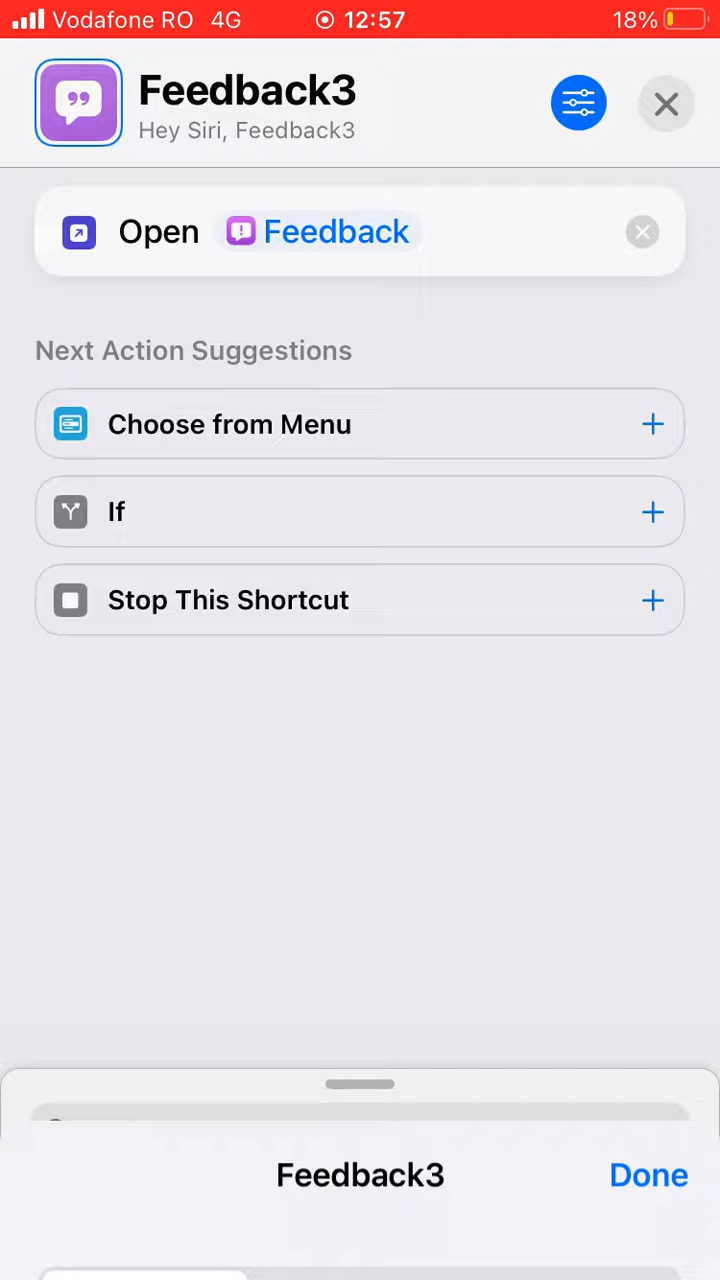 Vodafone RO 4G 12:57 18%
Feedback3
Hey Siri, Feedback3
Open Feedback
Next Action Suggestions
Choose from Menu
If
Stop This Shortcut
Feedback3 Done